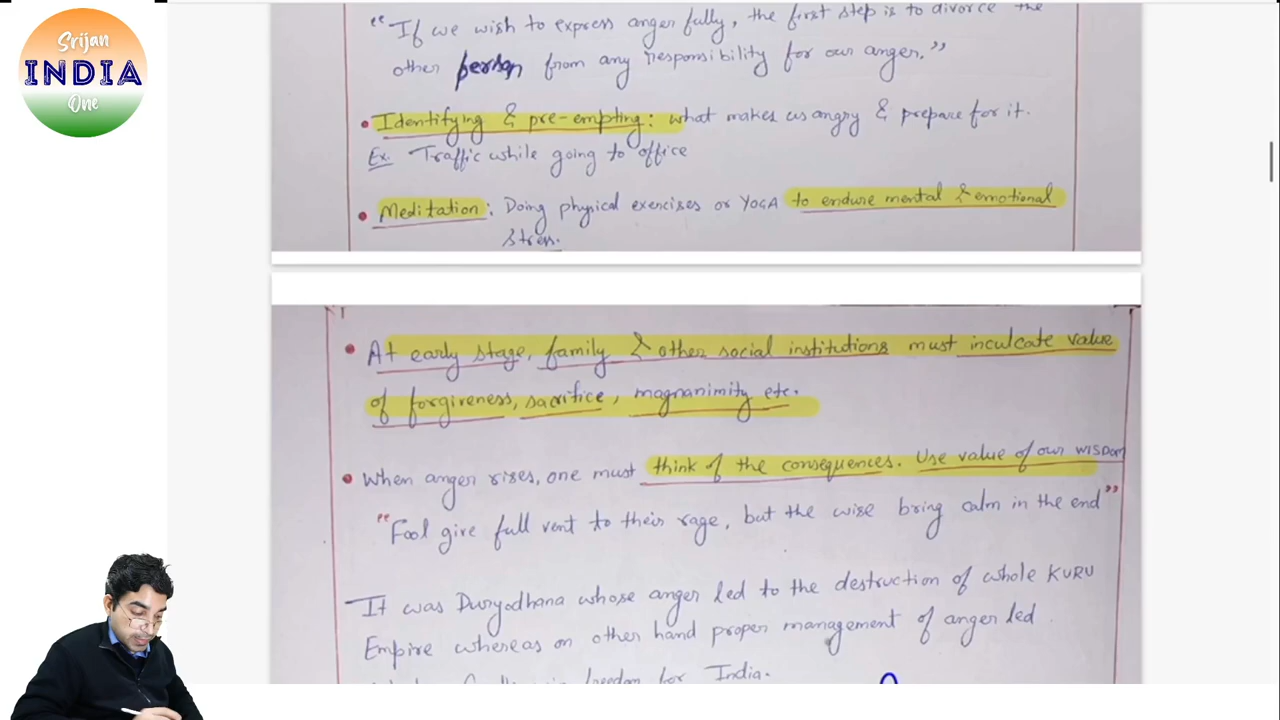 Srijan
INDIA
One
"If we wish to express anger fully, the first step is to divorce the
other person from any responsibility for our anger."
• Identifying & pre-empting: what makes us angry & prepare for it.
Ex. Traffic while going to office
• Meditation: Doing physical exercises or YOGA to endure mental & emotional
stress.
• At early stage, family & other social institutions must inculcate value
of forgiveness, sacrifice, magnanimity etc.
• When anger rises, one must think of the consequences. Use value of our WISDOM
"Fool give full vent to their rage, but the wise bring calm in the end"
It was Duryodhana whose anger led to the destruction of whole KURU
Empire whereas on other hand proper management of anger led
freedom for India.